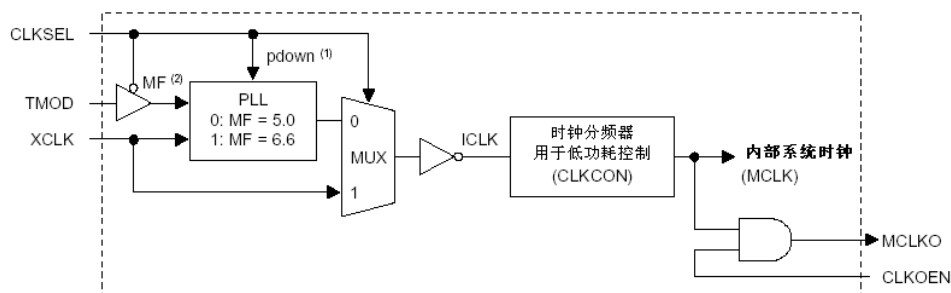 CLKSEL
pdown (1)
MF (2)
TMOD
PLL
0: MF = 5.0
1: MF = 6.6
XCLK
0
MUX
1
ICLK
时钟分频器
用于低功耗控制
(CLKCON)
内部系统时钟
(MCLK)
MCLKO
CLKOEN